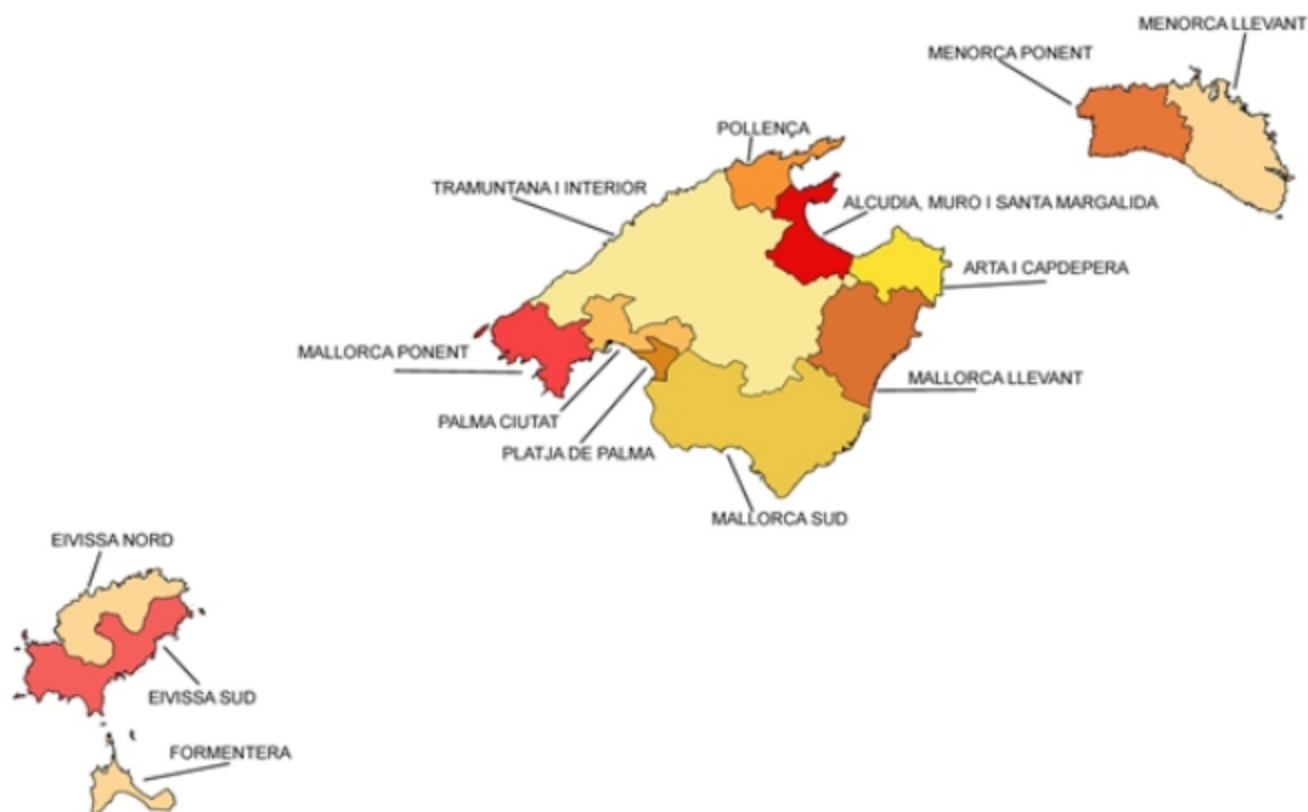 MENORCA LLEVANT
MENORCA PONENT
POLLENÇA
TRAMUNTANA I INTERIOR
ALCUDIA, MURO I SANTA MARGALIDA
ARTA I CAPDEPERA
MALLORCA PONENT
MALLORCA LLEVANT
PALMA CIUTAT
PLATJA DE PALMA
MALLORCA SUD
EIVISSA NORD
EIVISSA SUD
FORMENTERA